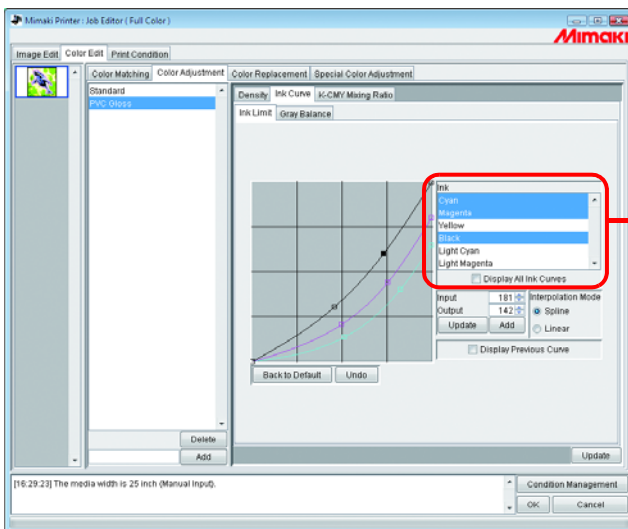 Mimaki Printer : Job Editor ( Full Color )
Mimaki
Image Edit Color Edit Print Condition
Color Matching Color Adjustment Color Replacement Special Color Adjustment
Standard
PVC Gloss
Density Ink Curve K-CMY Mixing Ratio
Ink Limit Gray Balance
Ink
Cyan
Magenta
Yellow
Black
Light Cyan
Light Magenta
Display All Ink Curves
Input 181 Interpolation Mode
Output 142 Spline
Update Add Linear
Display Previous Curve
Back to Default Undo
Delete
Add
Update
[16:29:23] The media width is 25 inch (Manual Input).
Condition Management
OK Cancel